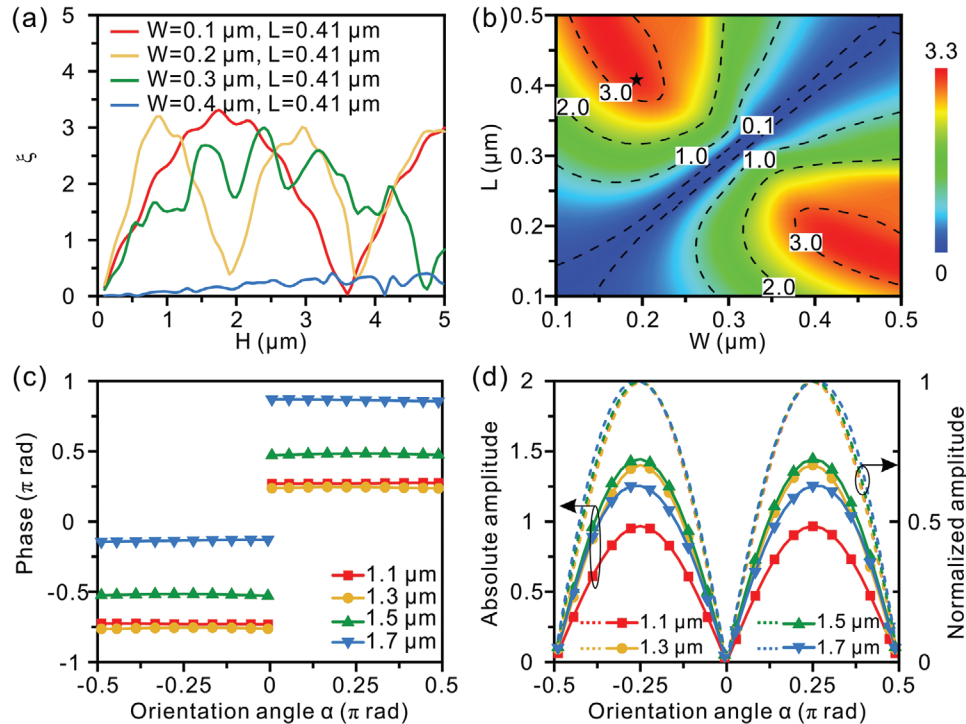 (a)
W=0.1 μm, L=0.41 μm
W=0.2 μm, L=0.41 μm
W=0.3 μm, L=0.41 μm
W=0.4 μm, L=0.41 μm
5
4
3
2
1
0
ξ
0 1 2 3 4 5
H (μm)
(b)
0.5
0.4
0.3
0.2
0.1
L (μm)
3.0
2.0
1.0
0.1
1.0
3.0
2.0
0.1 0.2 0.3 0.4 0.5
W (μm)
3.3
0
(c)
1
0.5
0
-0.5
-1
Phase (π rad)
1.1 μm
1.3 μm
1.5 μm
1.7 μm
-0.5 -0.25 0 0.25 0.5
Orientation angle α (π rad)
(d)
2
1.5
1
0.5
0
Absolute amplitude
1
0.5
0
Normalized amplitude
1.1 μm 1.5 μm
1.3 μm 1.7 μm
-0.5 -0.25 0 0.25 0.5
Orientation angle α (π rad)